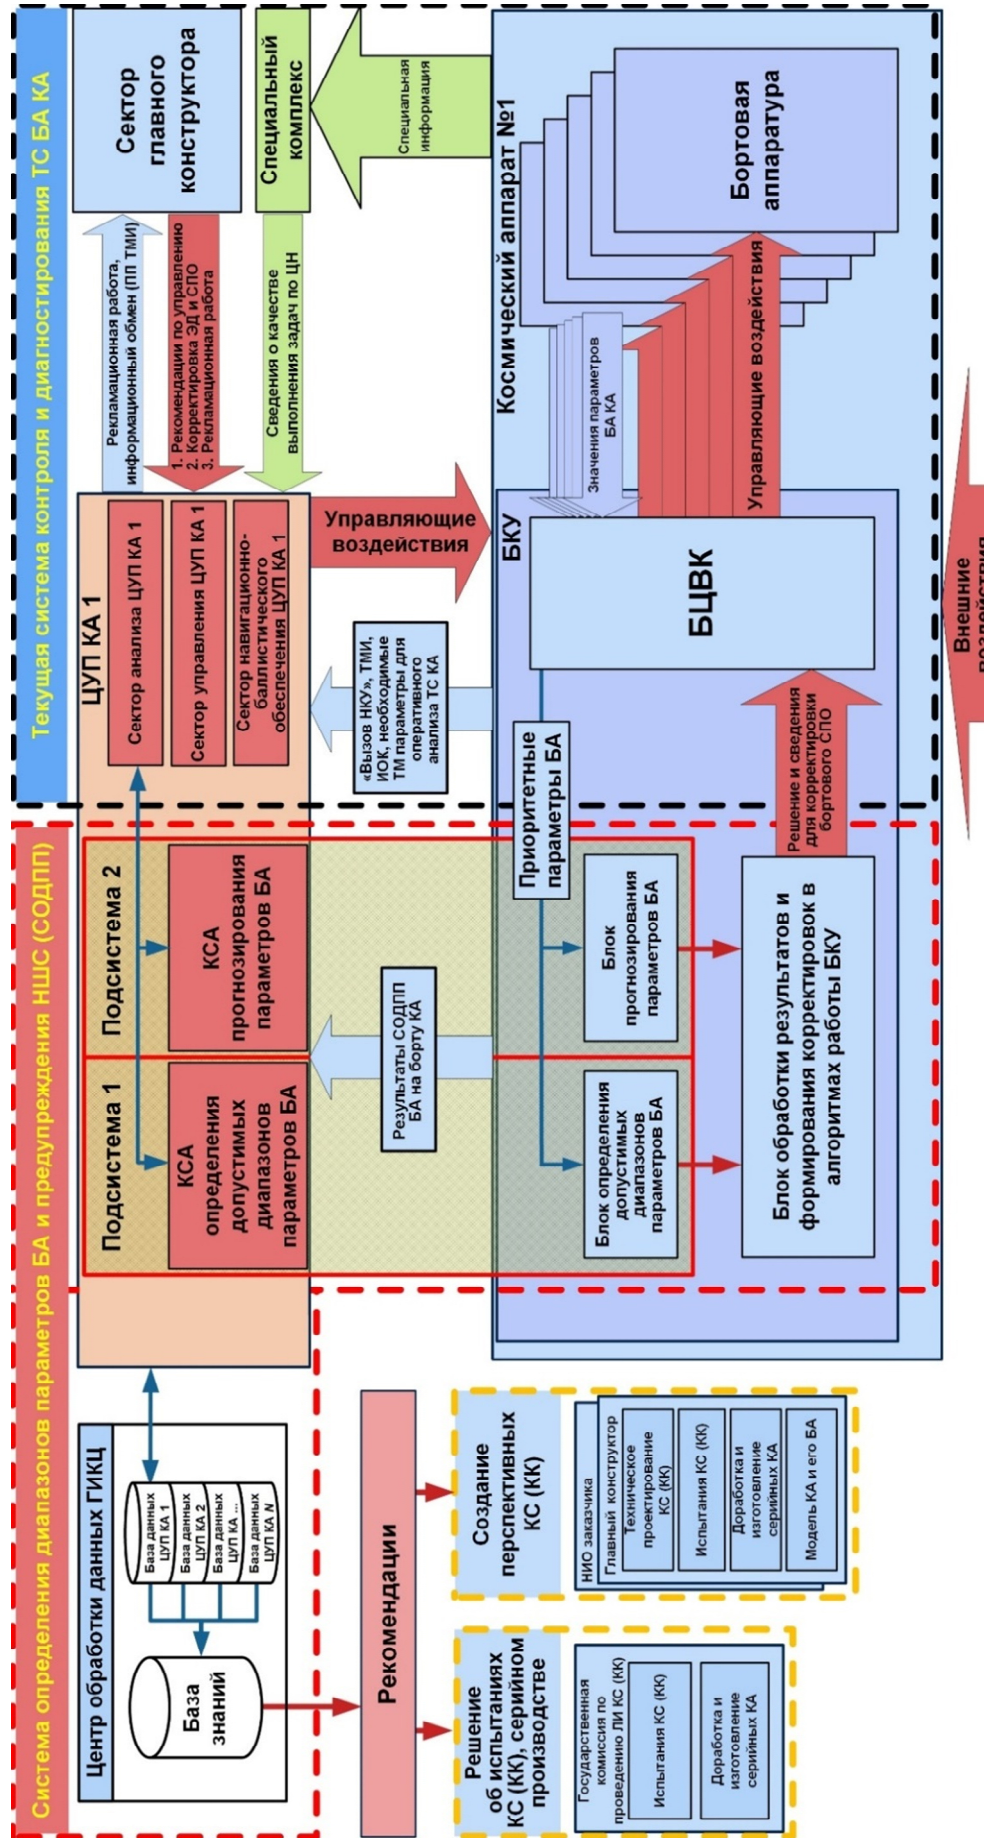 Система определения диапазонов параметров БА и предупреждения НШС (СОДПП)
Текущая система контроля и диагностирования ТС БА КА
Центр обработки данных ГИКЦ
База
знаний
База данных
ЦУП КА 1
База данных
ЦУП КА 2
База данных
ЦУП КА ...
База данных
ЦУП КА N
Рекомендации
Решение
об испытаниях
КС (КК), серийном
производстве
Государственная
комиссия по
проведению ЛИ КС (КК)
Испытания КС (КК)
Доработка и
изготовление
серийных КА
Создание
перспективных
КС (КК)
НИО заказчика
Главный конструктор
Техническое
проектирование
КС (КК)
Испытания КС (КК)
Доработка и
изготовление
серийных КА
Модель КА и его БА
Подсистема 1
КСА
определения
допустимых
диапазонов
параметров БА
Подсистема 2
КСА
прогнозирования
параметров БА
Результаты СОДПП
БА на борту КА
Блок определения
допустимых
диапазонов
параметров БА
Блок
прогнозирования
параметров БА
Блок обработки результатов и
формирования корректировок в
алгоритмах работы БКУ
Приоритетные
параметры БА
ЦУП КА 1
Сектор анализа ЦУП КА 1
Сектор управления ЦУП КА 1
Сектор навигационно-
баллистического
обеспечения ЦУП КА 1
«Вызов НКУ», ТМИ,
ИОК, необходимые
ТМ параметры для
оперативного
анализа ТС КА
Управляющие
воздействия
Рекламационная работа,
информационный обмен (ПП ТМИ)
1. Рекомендации по управлению
2. Корректировка ЭД и СПО
3. Рекламационная работа
Сведения о качестве
выполнения задач по ЦН
Сектор
главного
конструктора
Специальный
комплекс
Специальная
информация
Космический аппарат №1
БКУ
БЦВК
Решение и сведения
для корректировки
бортового СПО
Значения параметров
БА КА
Управляющие воздействия
Бортовая
аппаратура
Внешние
воздействия